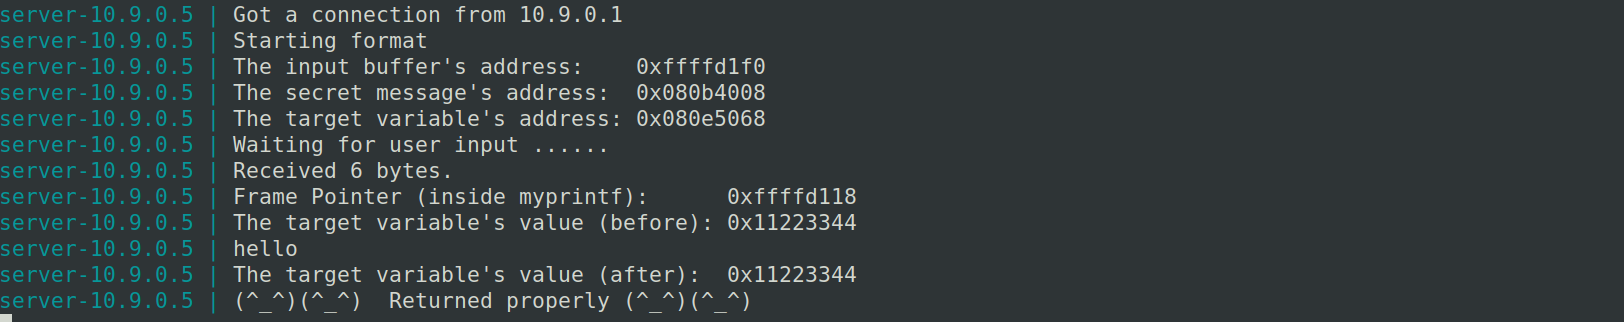 server-10.9.0.5 | Got a connection from 10.9.0.1
server-10.9.0.5 | Starting format
server-10.9.0.5 | The input buffer's address:    0xffffd1f0
server-10.9.0.5 | The secret message's address:  0x080b4008
server-10.9.0.5 | The target variable's address: 0x080e5068
server-10.9.0.5 | Waiting for user input ......
server-10.9.0.5 | Received 6 bytes.
server-10.9.0.5 | Frame Pointer (inside myprintf):      0xffffd118
server-10.9.0.5 | The target variable's value (before): 0x11223344
server-10.9.0.5 | hello
server-10.9.0.5 | The target variable's value (after):  0x11223344
server-10.9.0.5 | (^_^)(^_^)  Returned properly (^_^)(^_^)